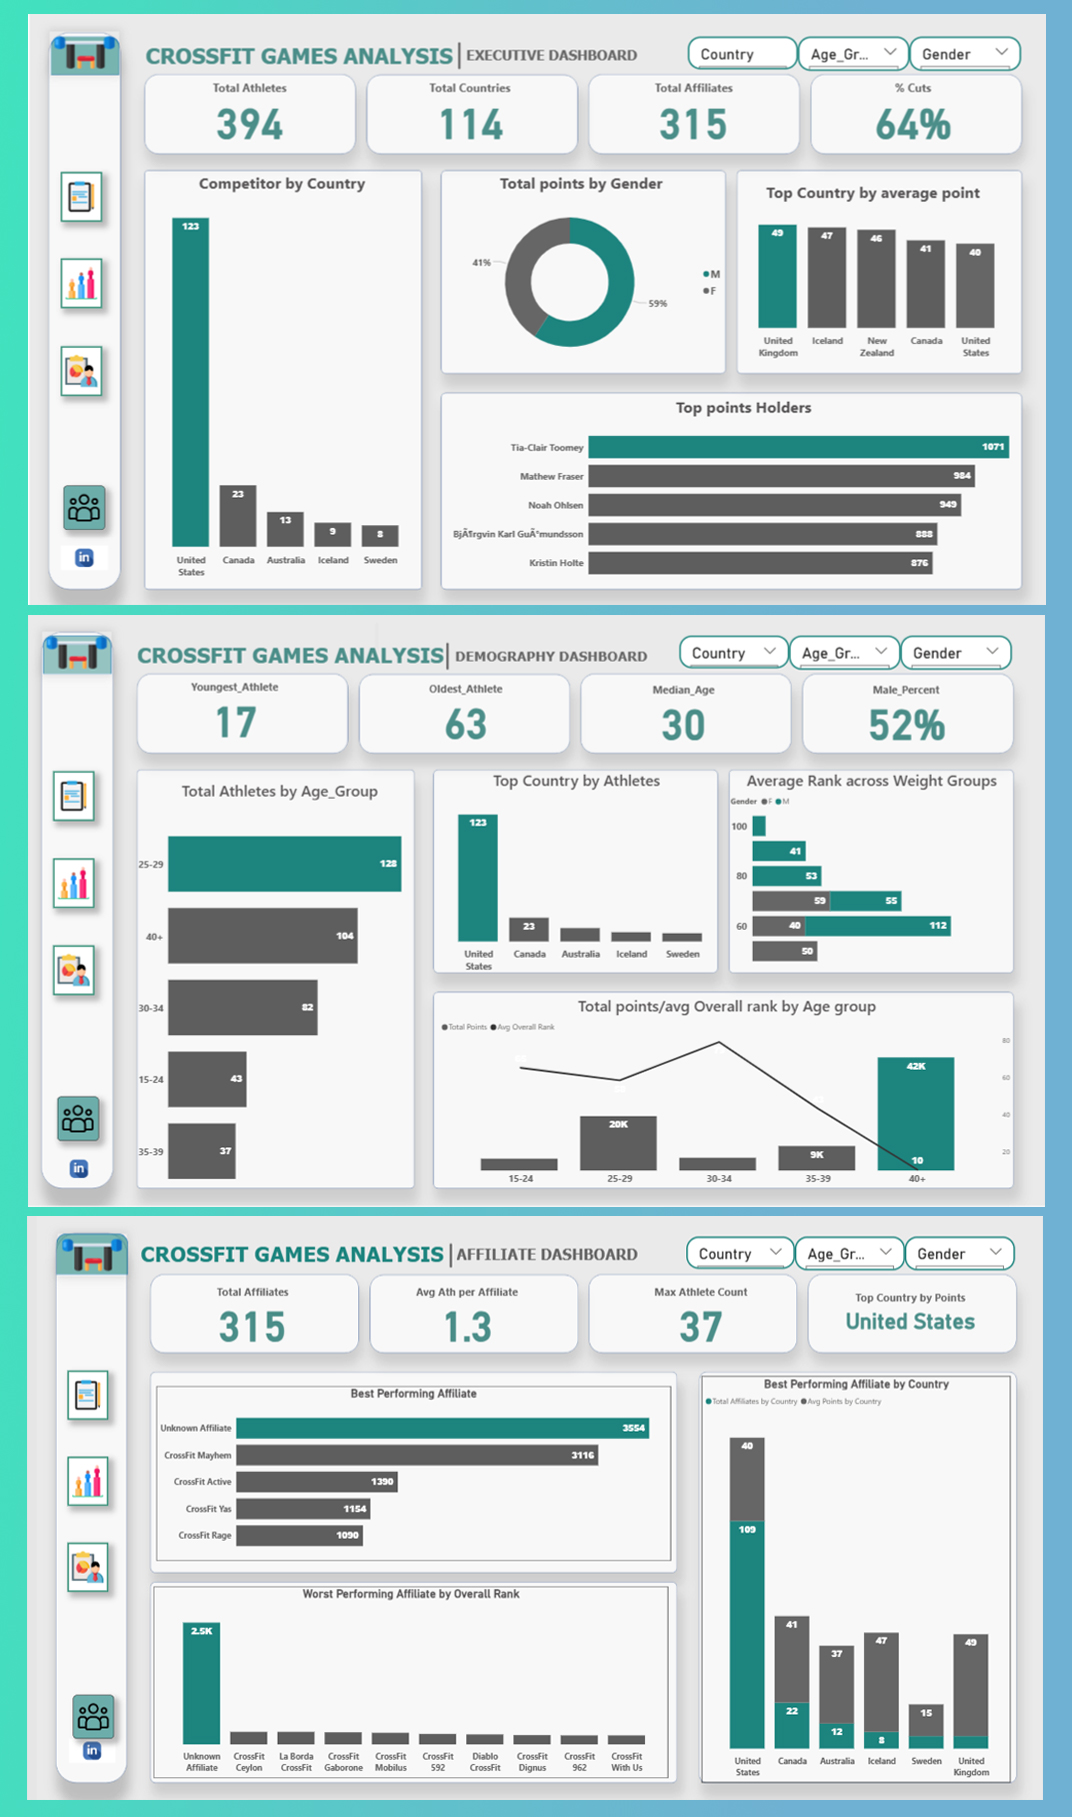 CROSSFIT GAMES ANALYSIS | EXECUTIVE DASHBOARD
Country
Age_Gr...
Gender
Total Athletes
394
Total Countries
114
Total Affiliates
315
% Cuts
64%
Competitor by Country
123
23
13
9
8
United States
Canada
Australia
Iceland
Sweden
Total points by Gender
41%
59%
M
F
Top Country by average point
49
47
46
41
40
United Kingdom
Iceland
New Zealand
Canada
United States
Top points Holders
Tia-Clair Toomey 1071
Mathew Fraser 984
Noah Ohlsen 949
BjÃ¶rgvin Karl GuÃ°mundsson 888
Kristin Holte 876
in
CROSSFIT GAMES ANALYSIS | DEMOGRAPHY DASHBOARD
Country
Age_Gr...
Gender
Youngest_Athlete
17
Oldest_Athlete
63
Median_Age
30
Male_Percent
52%
Total Athletes by Age_Group
25-29 128
40+ 104
30-34 82
15-24 43
35-39 37
Top Country by Athletes
123
23
United States
Canada
Australia
Iceland
Sweden
Average Rank across Weight Groups
Gender F M
100
41
80 53
59 55
60 40 112
50
Total points/avg Overall rank by Age group
Total Points Avg Overall Rank
80
60
40
20
20K
9K
42K
10
15-24
25-29
30-34
35-39
40+
in
CROSSFIT GAMES ANALYSIS | AFFILIATE DASHBOARD
Country
Age_Gr...
Gender
Total Affiliates
315
Avg Ath per Affiliate
1.3
Max Athlete Count
37
Top Country by Points
United States
Best Performing Affiliate
Unknown Affiliate 3554
CrossFit Mayhem 3116
CrossFit Active 1390
CrossFit Yas 1154
CrossFit Rage 1090
Worst Performing Affiliate by Overall Rank
2.5K
Unknown Affiliate
CrossFit Ceylon
La Borda CrossFit
CrossFit Gaborone
CrossFit Mobilus
CrossFit 592
Diablo CrossFit
CrossFit Dignus
CrossFit 962
CrossFit With Us
Best Performing Affiliate by Country
Total Affiliates by Country Avg Points by Country
40
109
41
22
37
12
47
8
15
49
United States
Canada
Australia
Iceland
Sweden
United Kingdom
in